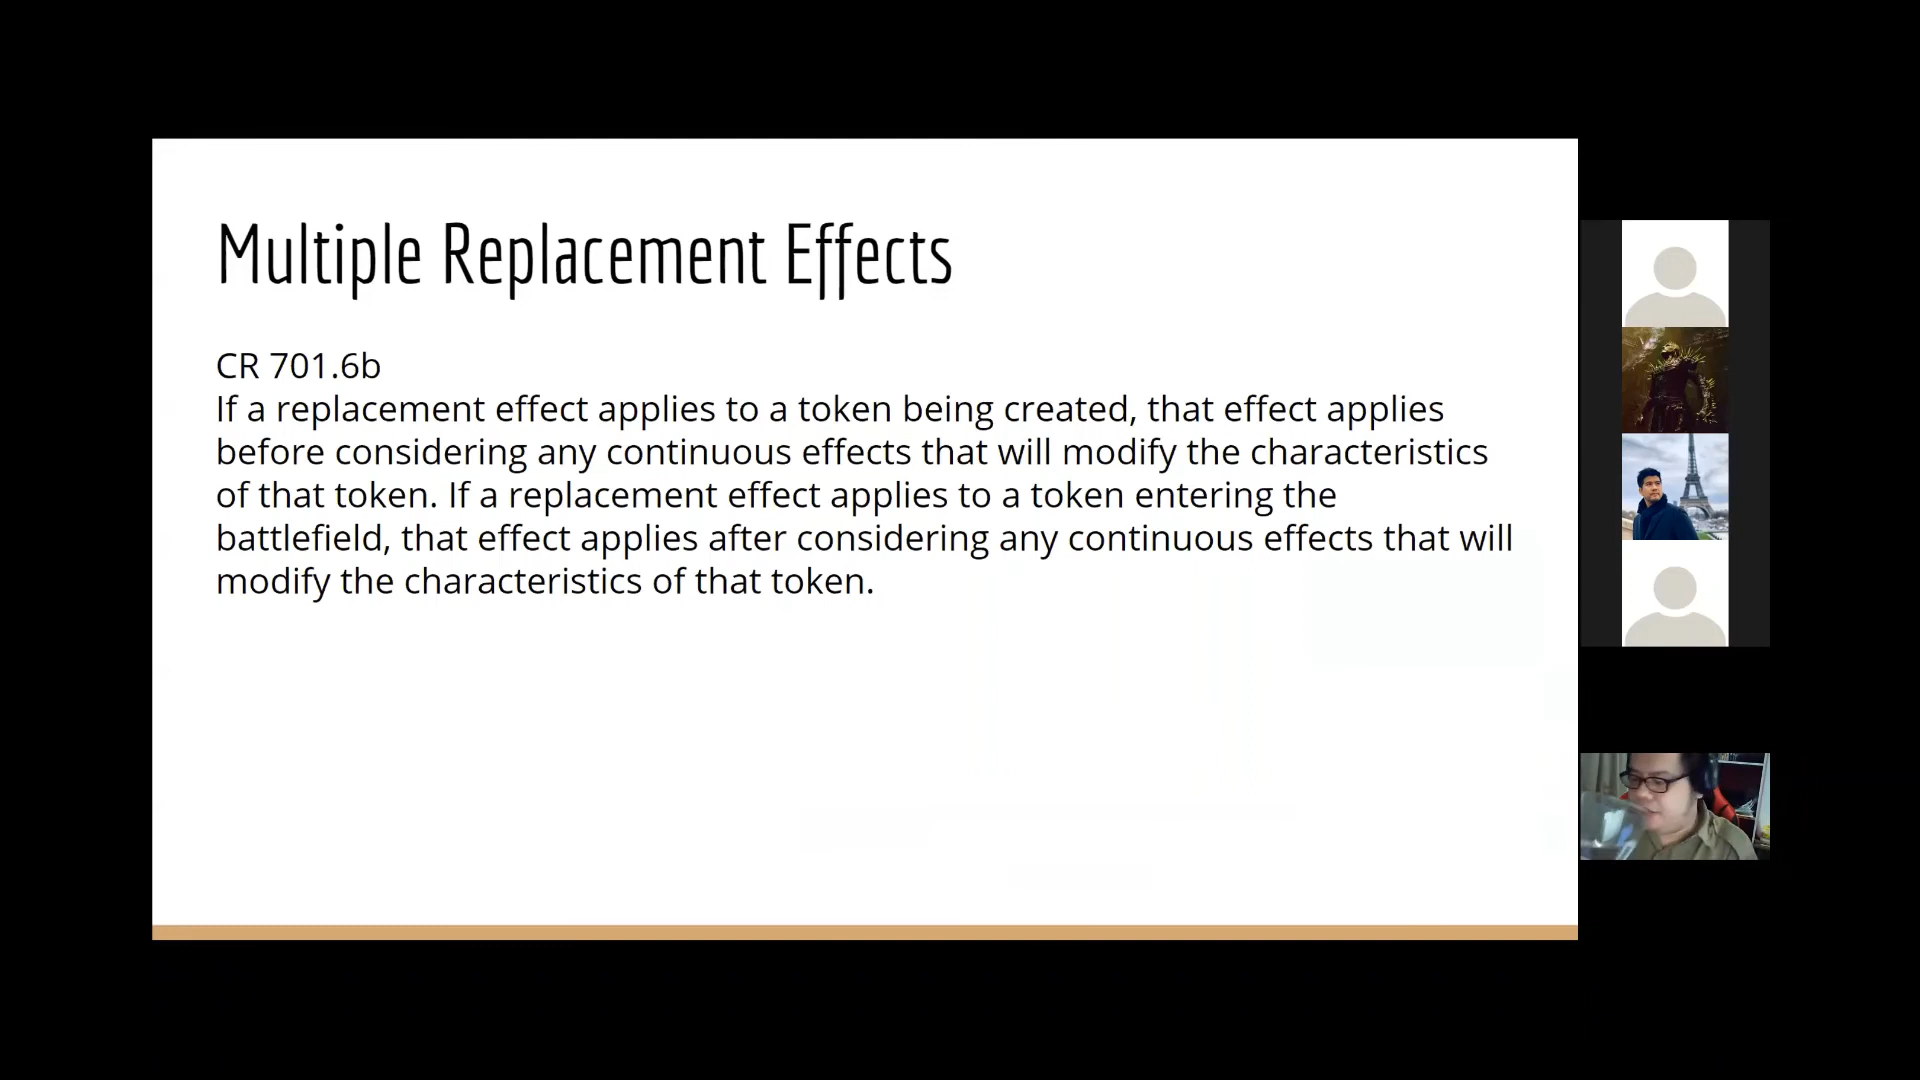 Multiple Replacement Effects
CR 701.6b
If a replacement effect applies to a token being created, that effect applies
before considering any continuous effects that will modify the characteristics
of that token. If a replacement effect applies to a token entering the
battlefield, that effect applies after considering any continuous effects that will
modify the characteristics of that token.